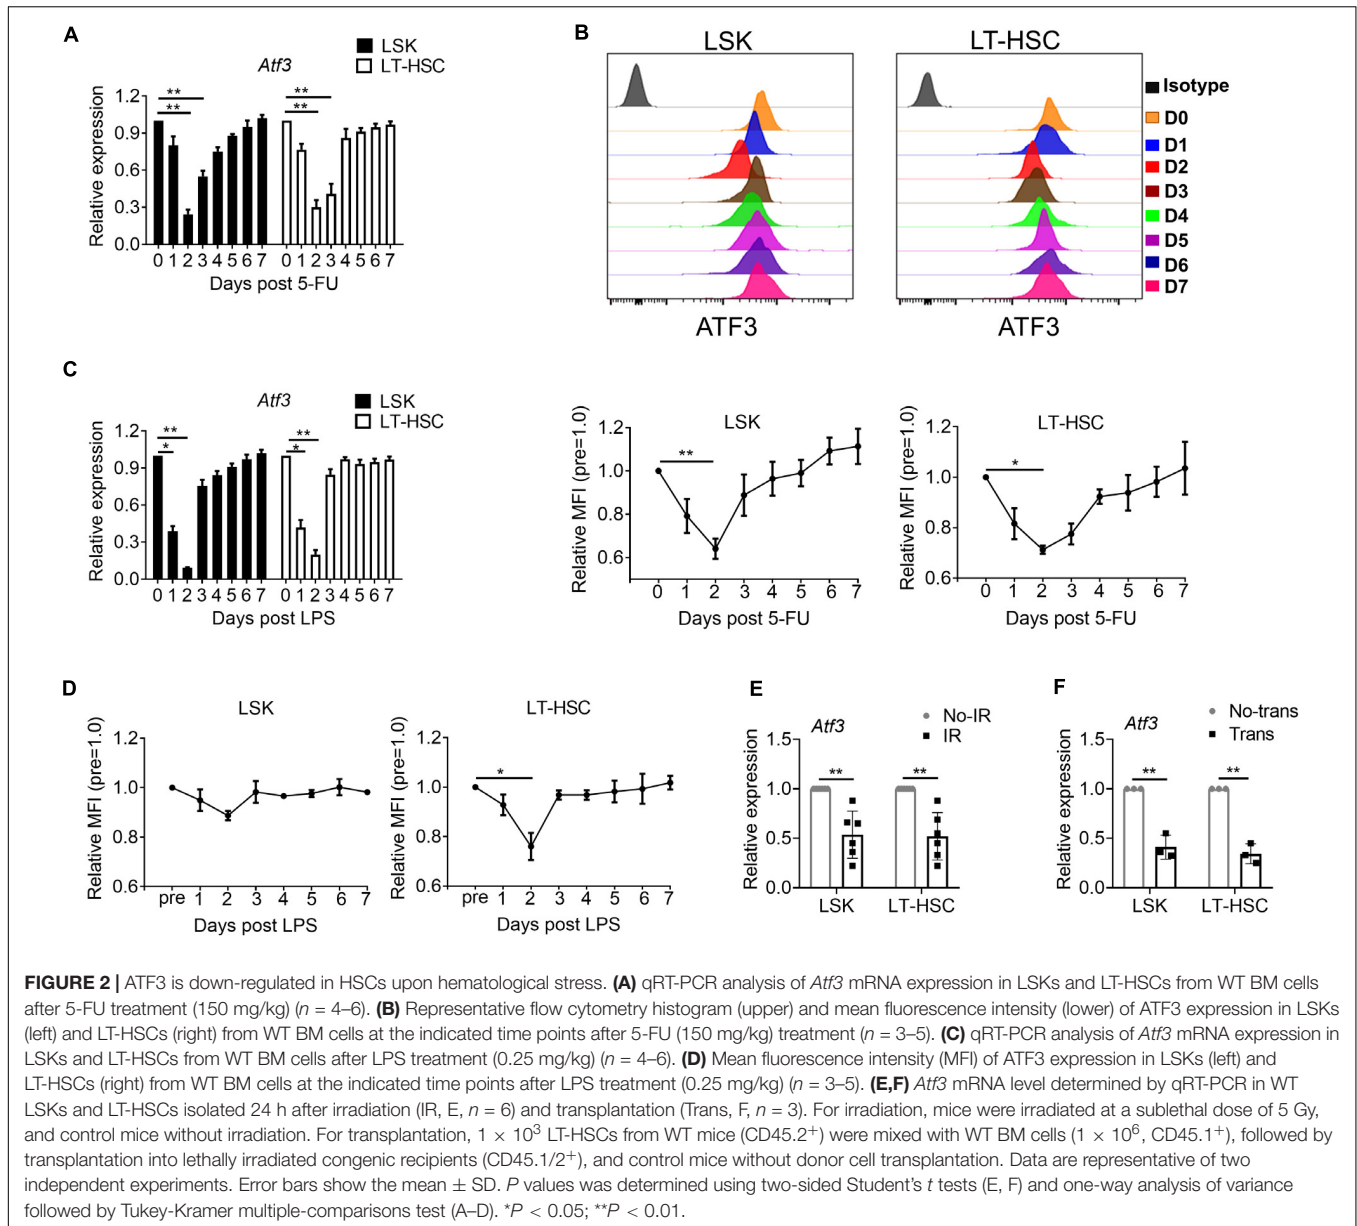 A
Atf3
LSK
LT-HSC
**
**
**
**
Relative expression
1.2
0.9
0.6
0.3
0.0
0 1 2 3 4 5 6 7 0 1 2 3 4 5 6 7
Days post 5-FU
B
LSK
LT-HSC
Isotype
D0
D1
D2
D3
D4
D5
D6
D7
ATF3
ATF3
C
Atf3
LSK
LT-HSC
**
*
**
*
Relative expression
1.2
0.9
0.6
0.3
0.0
0 1 2 3 4 5 6 7 0 1 2 3 4 5 6 7
Days post LPS
LSK
**
Relative MFI (pre=1.0)
1.2
1.0
0.8
0.6
0 1 2 3 4 5 6 7
Days post 5-FU
LT-HSC
*
Relative MFI (pre=1.0)
1.2
1.0
0.8
0.6
0 1 2 3 4 5 6 7
Days post 5-FU
D
LSK
Relative MFI (pre=1.0)
1.2
1.0
0.8
0.6
pre 1 2 3 4 5 6 7
Days post LPS
LT-HSC
*
Relative MFI (pre=1.0)
1.2
1.0
0.8
0.6
pre 1 2 3 4 5 6 7
Days post LPS
E
Atf3
No-IR
IR
** **
Relative expression
1.5
1.0
0.5
0.0
LSK LT-HSC
F
Atf3
No-trans
Trans
** **
Relative expression
1.5
1.0
0.5
0.0
LSK LT-HSC
FIGURE 2 | ATF3 is down-regulated in HSCs upon hematological stress. (A) qRT-PCR analysis of Atf3 mRNA expression in LSKs and LT-HSCs from WT BM cells
after 5-FU treatment (150 mg/kg) (n = 4–6). (B) Representative flow cytometry histogram (upper) and mean fluorescence intensity (lower) of ATF3 expression in LSKs
(left) and LT-HSCs (right) from WT BM cells at the indicated time points after 5-FU (150 mg/kg) treatment (n = 3–5). (C) qRT-PCR analysis of Atf3 mRNA expression in
LSKs and LT-HSCs from WT BM cells after LPS treatment (0.25 mg/kg) (n = 4–6). (D) Mean fluorescence intensity (MFI) of ATF3 expression in LSKs (left) and
LT-HSCs (right) from WT BM cells at the indicated time points after LPS treatment (0.25 mg/kg) (n = 3–5). (E,F) Atf3 mRNA level determined by qRT-PCR in WT
LSKs and LT-HSCs isolated 24 h after irradiation (IR, E, n = 6) and transplantation (Trans, F, n = 3). For irradiation, mice were irradiated at a sublethal dose of 5 Gy,
and control mice without irradiation. For transplantation, 1 × 10³ LT-HSCs from WT mice (CD45.2⁺) were mixed with WT BM cells (1 × 10⁶, CD45.1⁺), followed by
transplantation into lethally irradiated congenic recipients (CD45.1/2⁺), and control mice without donor cell transplantation. Data are representative of two
independent experiments. Error bars show the mean ± SD. P values was determined using two-sided Student's t tests (E, F) and one-way analysis of variance
followed by Tukey-Kramer multiple-comparisons test (A–D). *P < 0.05; **P < 0.01.